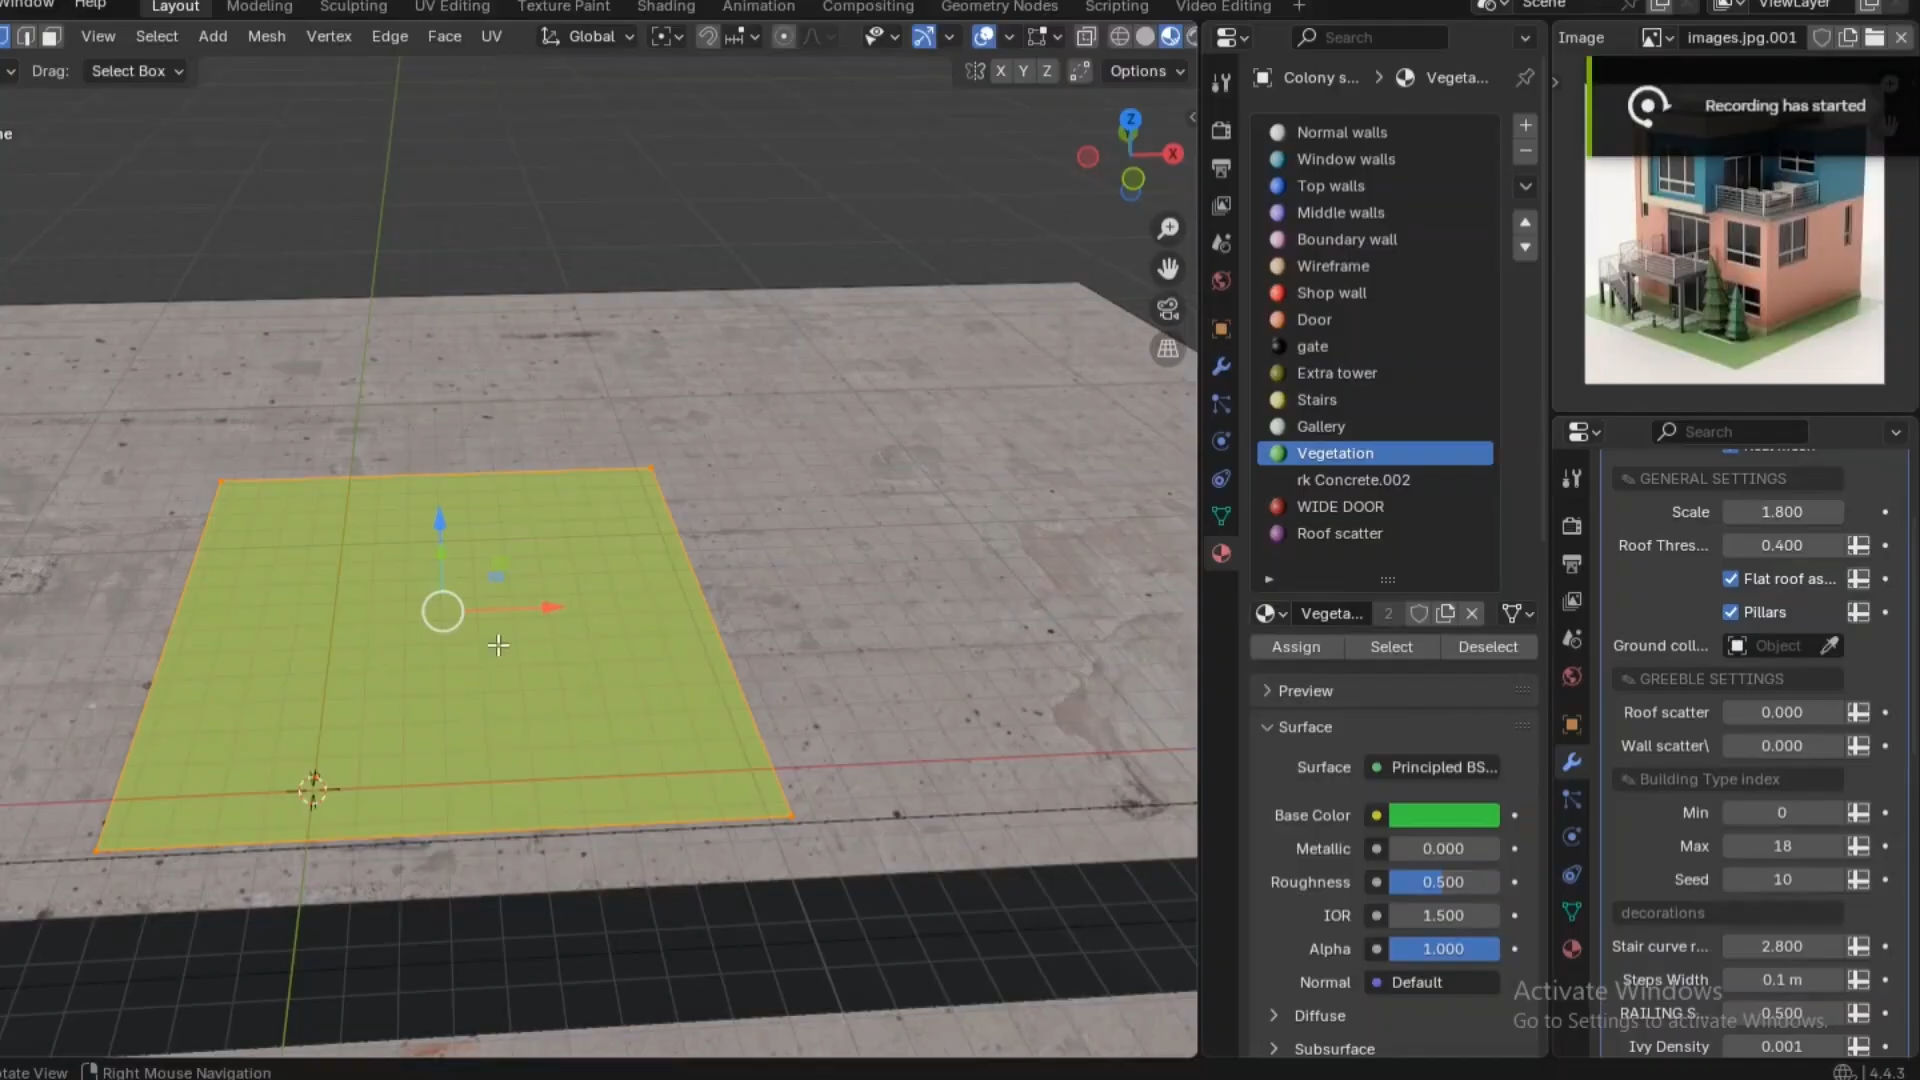 Window Help Layout Modeling Sculpting UV Editing Texture Paint Shading Animation Compositing Geometry Nodes Scripting Video Editing + Scene ViewLayer
View Select Add Mesh Vertex Edge Face UV Global Search Image images.jpg.001
Drag: Select Box X Y Z Options
Colony s... > Vegeta...
Recording has started
Z
X
Normal walls
Window walls
Top walls
Middle walls
Boundary wall
Wireframe
Shop wall
Door
gate
Extra tower
Stairs
Gallery
Vegetation
rk Concrete.002
WIDE DOOR
Roof scatter
Vegeta... 2
Assign Select Deselect
Preview
Surface
Surface Principled BS...
Base Color
Metallic 0.000
Roughness 0.500
IOR 1.500
Alpha 1.000
Normal Default
Diffuse
Subsurface
Search
GENERAL SETTINGS
Scale 1.800
Roof Thres... 0.400
Flat roof as...
Pillars
Ground coll... Object
GREEBLE SETTINGS
Roof scatter 0.000
Wall scatter\ 0.000
Building Type index
Min 0
Max 18
Seed 10
decorations
Stair curve r... 2.800
Steps Width 0.1 m
RAILING S... 0.500
Ivy Density 0.001
Activate Windows
Go to Settings to activate Windows.
otate View Right Mouse Navigation 4.4.3